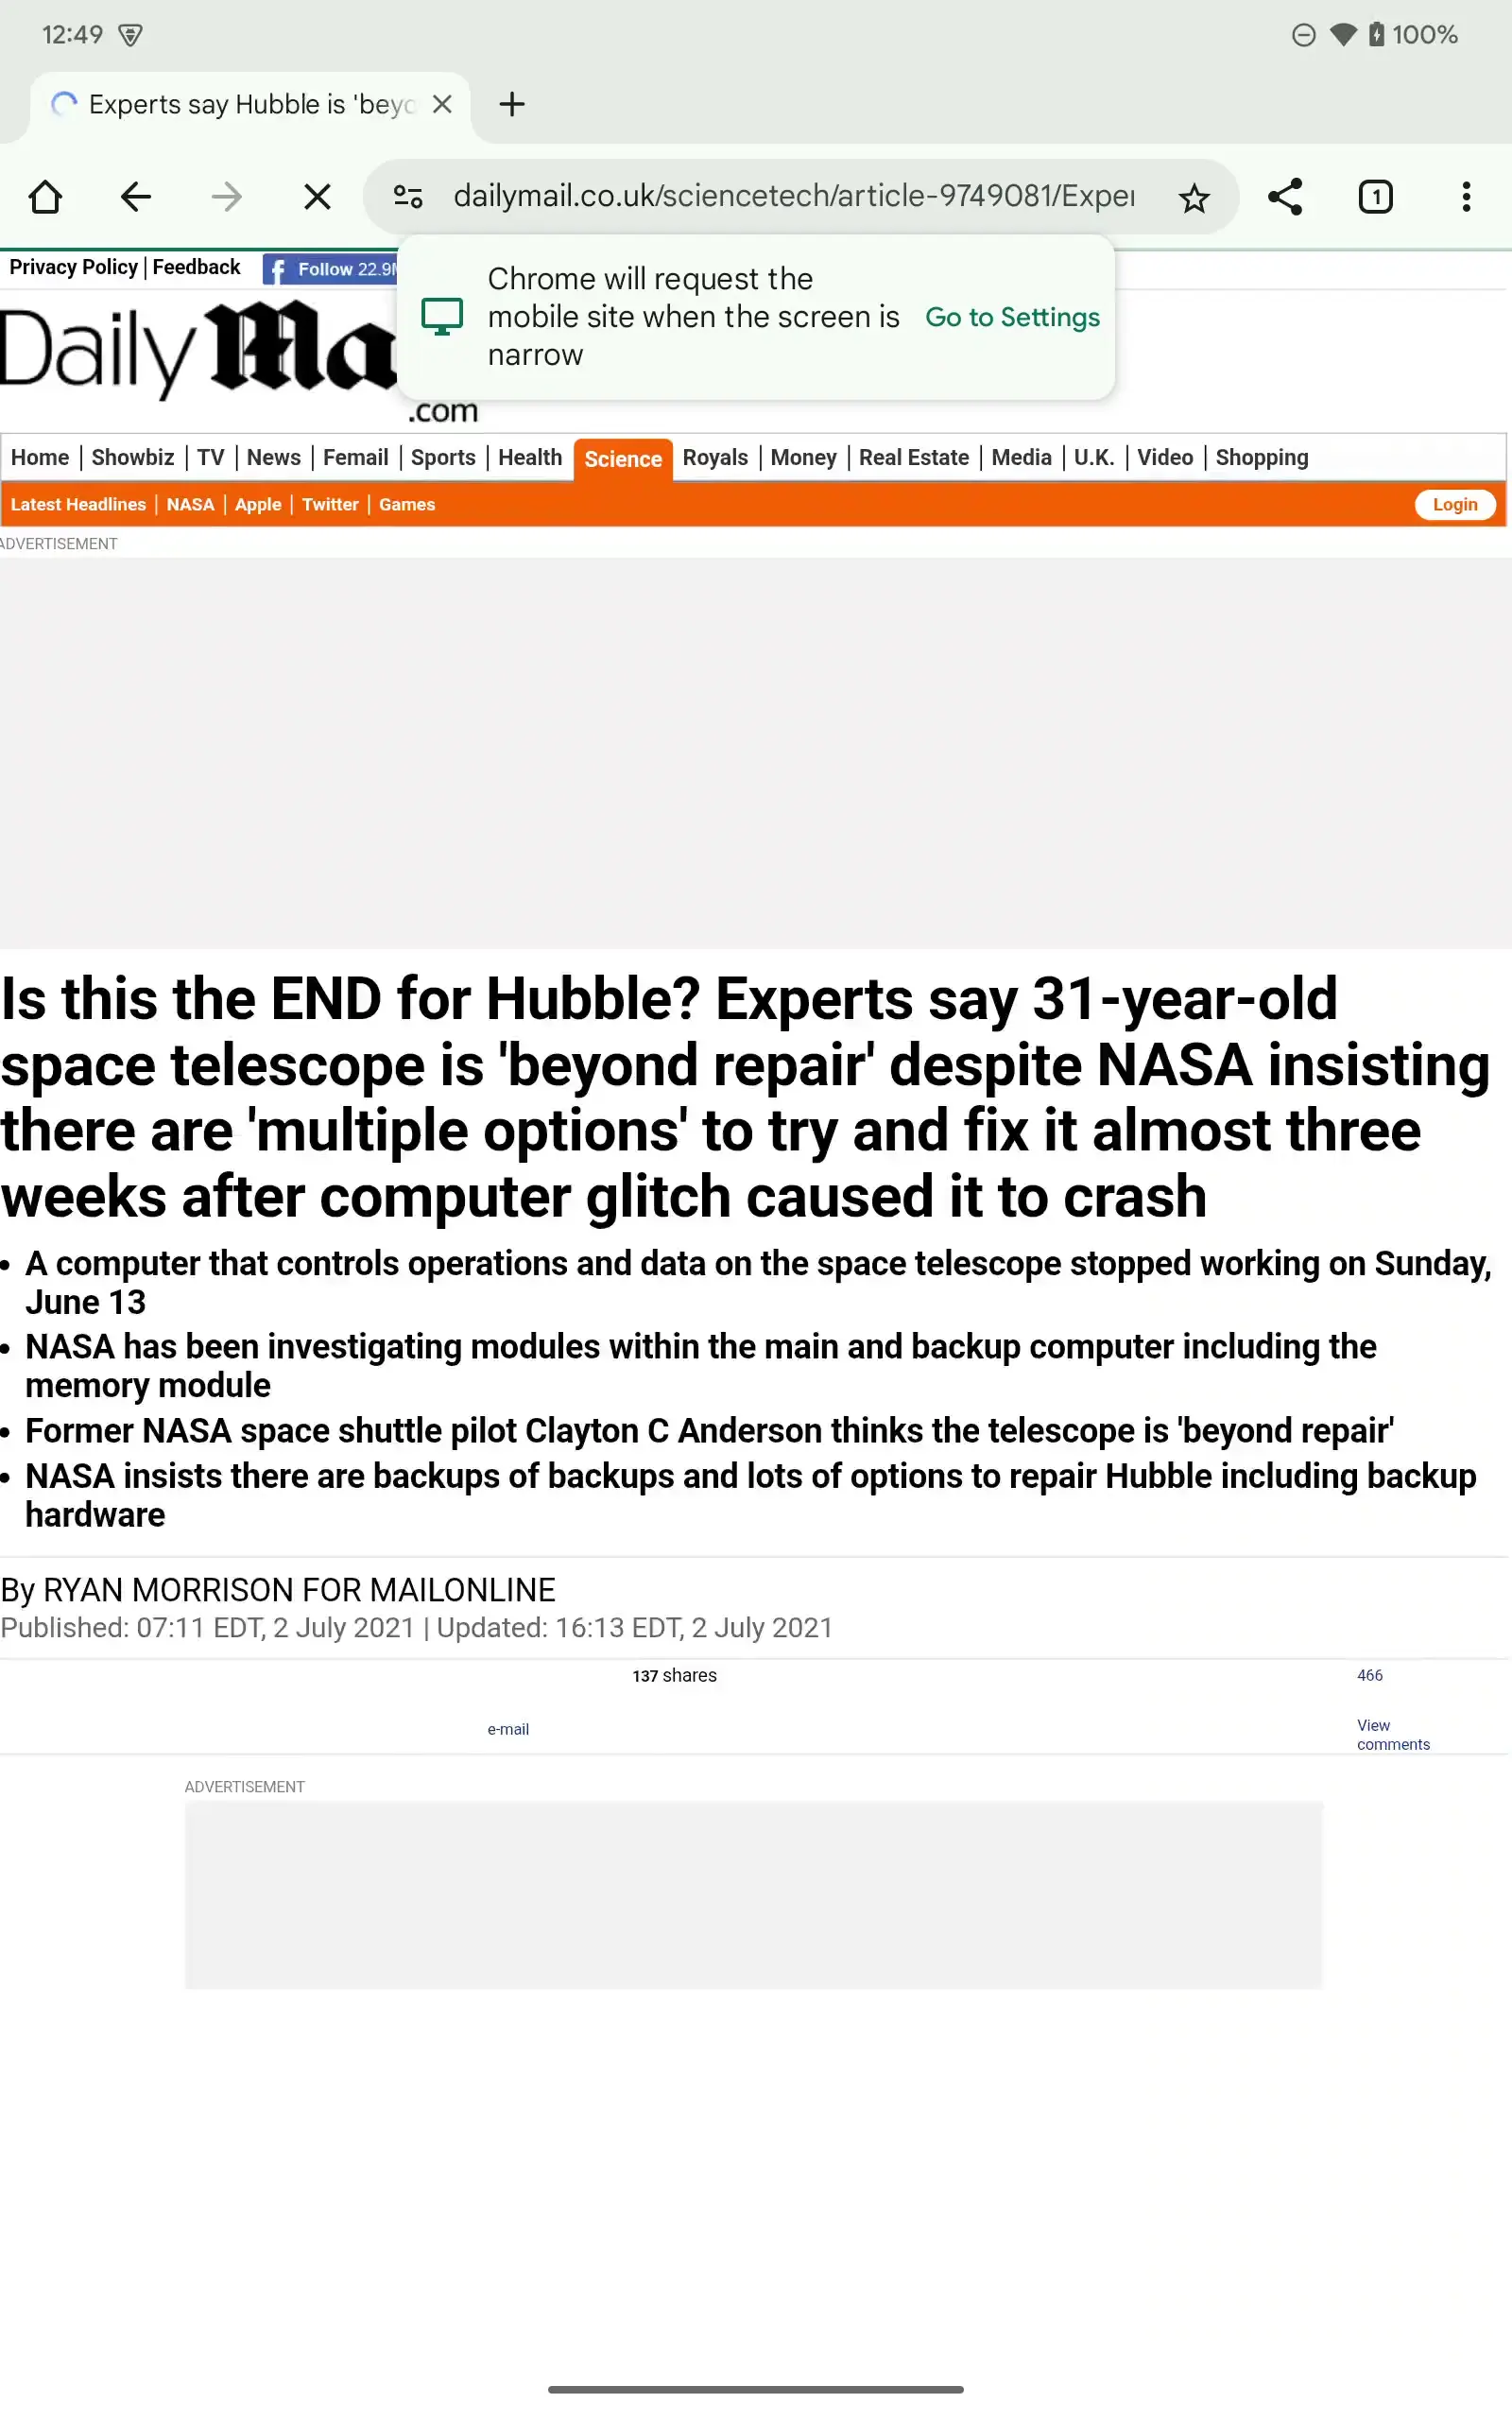 12:49
100%
Experts say Hubble is 'beyo
dailymail.co.uk/sciencetech/article-9749081/Exper
1
Privacy Policy | Feedback
Follow 22.9M
Chrome will request the
mobile site when the screen is
narrow
Go to Settings
Daily Ma
.com
Home | Showbiz | TV | News | Femail | Sports | Health | Science | Royals | Money | Real Estate | Media | U.K. | Video | Shopping
Latest Headlines | NASA | Apple | Twitter | Games
Login
ADVERTISEMENT
Is this the END for Hubble? Experts say 31-year-old
space telescope is 'beyond repair' despite NASA insisting
there are 'multiple options' to try and fix it almost three
weeks after computer glitch caused it to crash
• A computer that controls operations and data on the space telescope stopped working on Sunday,
June 13
• NASA has been investigating modules within the main and backup computer including the
memory module
• Former NASA space shuttle pilot Clayton C Anderson thinks the telescope is 'beyond repair'
• NASA insists there are backups of backups and lots of options to repair Hubble including backup
hardware
By RYAN MORRISON FOR MAILONLINE
Published: 07:11 EDT, 2 July 2021 | Updated: 16:13 EDT, 2 July 2021
137 shares
466
e-mail
View
comments
ADVERTISEMENT